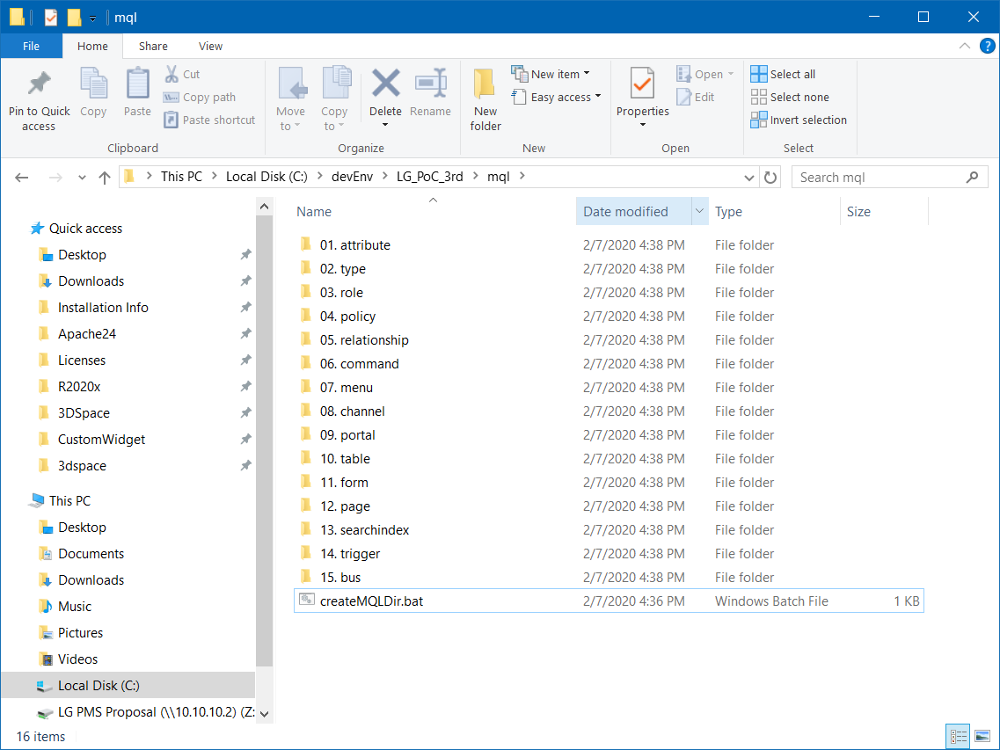 mql
File Home Share View
Pin to Quick access
Copy
Paste
Cut
Copy path
Paste shortcut
Clipboard
Move to
Copy to
Delete
Rename
Organize
New folder
New item
Easy access
New
Properties
Open
Edit
Open
Select all
Select none
Invert selection
Select
This PC > Local Disk (C:) > devEnv > LG_PoC_3rd > mql >
Search mql
Quick access
Desktop
Downloads
Installation Info
Apache24
Licenses
R2020x
3DSpace
CustomWidget
3dspace
This PC
Desktop
Documents
Downloads
Music
Pictures
Videos
Local Disk (C:)
LG PMS Proposal (\\10.10.10.2) (Z:
Name Date modified Type Size
01. attribute 2/7/2020 4:38 PM File folder
02. type 2/7/2020 4:38 PM File folder
03. role 2/7/2020 4:38 PM File folder
04. policy 2/7/2020 4:38 PM File folder
05. relationship 2/7/2020 4:38 PM File folder
06. command 2/7/2020 4:38 PM File folder
07. menu 2/7/2020 4:38 PM File folder
08. channel 2/7/2020 4:38 PM File folder
09. portal 2/7/2020 4:38 PM File folder
10. table 2/7/2020 4:38 PM File folder
11. form 2/7/2020 4:38 PM File folder
12. page 2/7/2020 4:38 PM File folder
13. searchindex 2/7/2020 4:38 PM File folder
14. trigger 2/7/2020 4:38 PM File folder
15. bus 2/7/2020 4:38 PM File folder
createMQLDir.bat 2/7/2020 4:36 PM Windows Batch File 1 KB
16 items